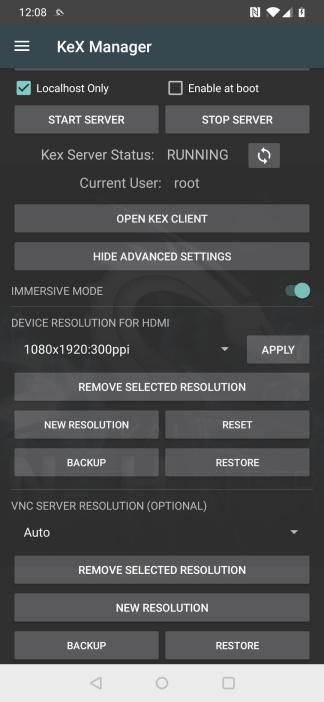 12:08
KeX Manager
Localhost Only Enable at boot
START SERVER STOP SERVER
Kex Server Status: RUNNING
Current User: root
OPEN KEX CLIENT
HIDE ADVANCED SETTINGS
IMMERSIVE MODE
DEVICE RESOLUTION FOR HDMI
1080x1920:300ppi APPLY
REMOVE SELECTED RESOLUTION
NEW RESOLUTION RESET
BACKUP RESTORE
VNC SERVER RESOLUTION (OPTIONAL)
Auto
REMOVE SELECTED RESOLUTION
NEW RESOLUTION
BACKUP RESTORE